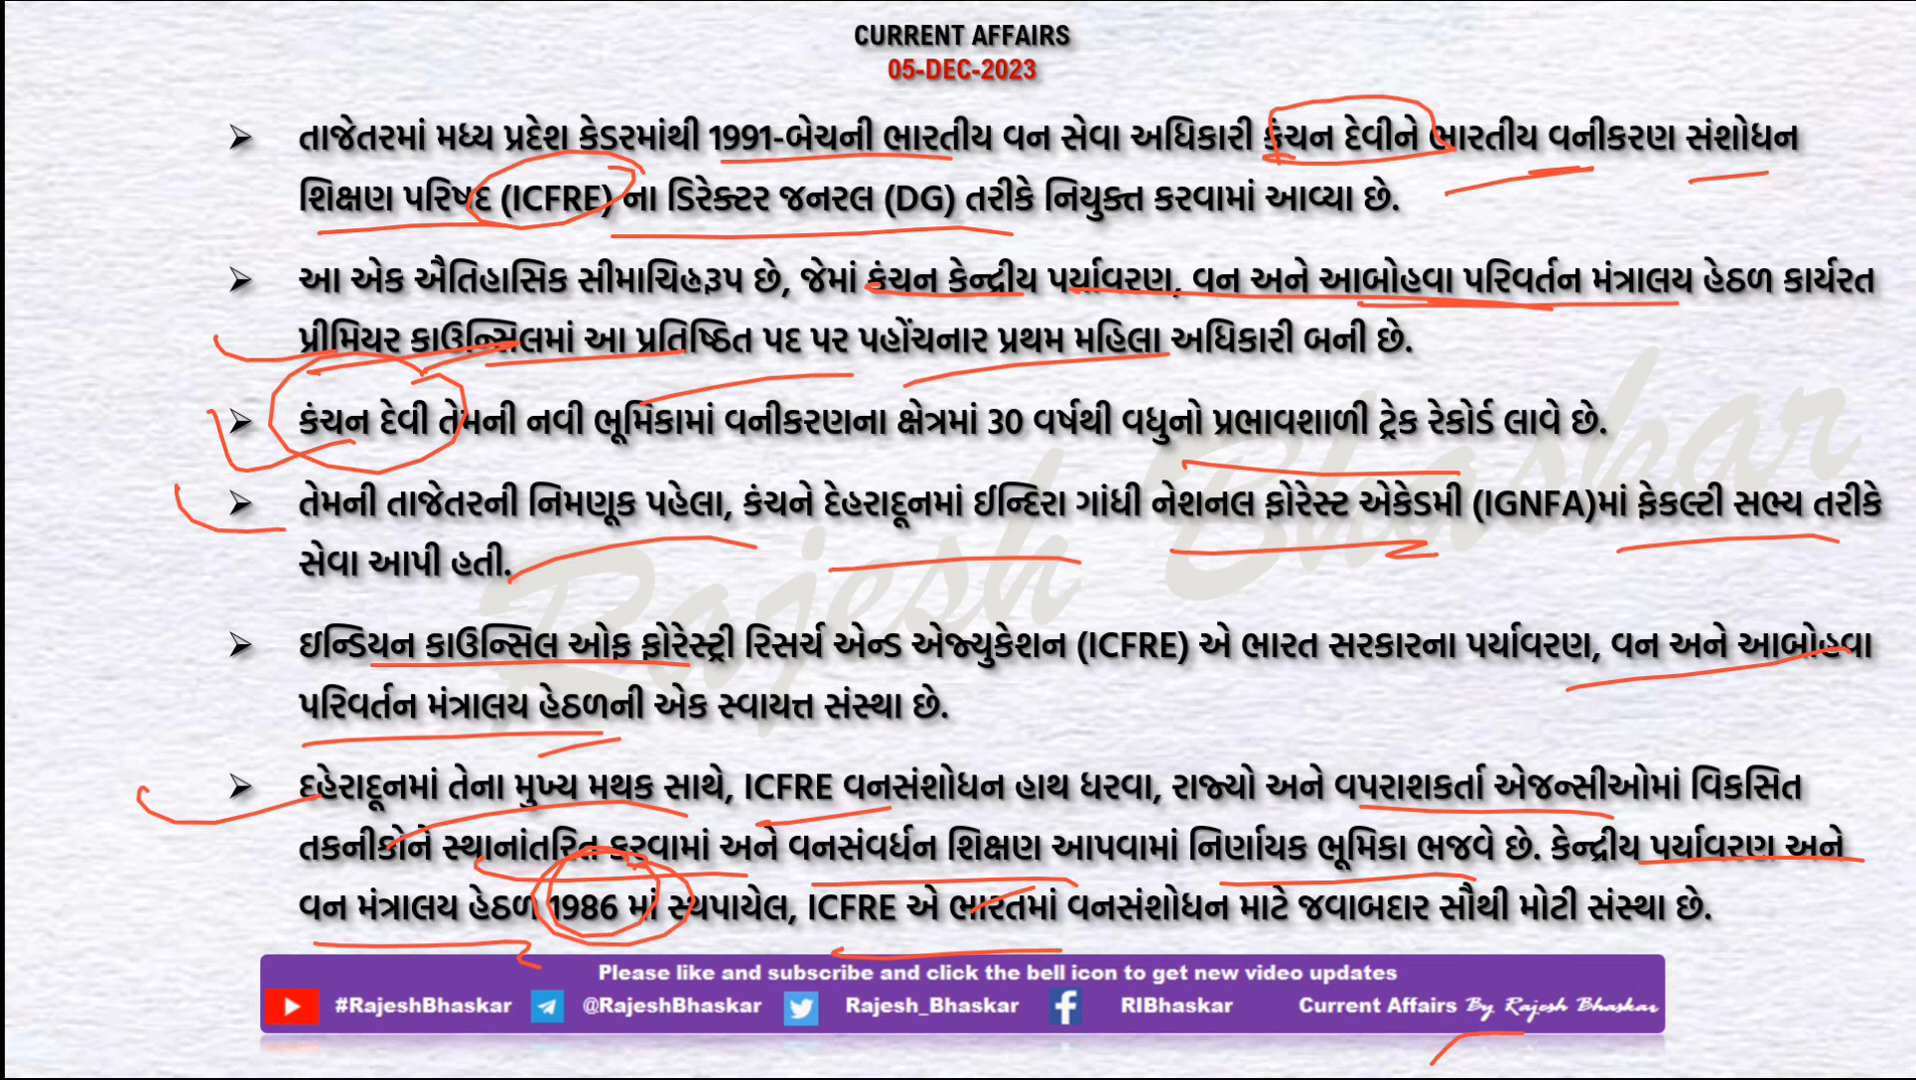 CURRENT AFFAIRS
05-DEC-2023
➢ તાજેતરમાં મધ્ય પ્રદેશ કેડરમાંથી 1991-બેચની ભારતીય વન સેવા અધિકારી કંચન દેવીને ભારતીય વનીકરણ સંશોધન
શિક્ષણ પરિષદ (ICFRE) ના ડિરેક્ટર જનરલ (DG) તરીકે નિયુક્ત કરવામાં આવ્યા છે.
➢ આ એક ઐતિહાસિક સીમાચિહ્નરૂપ છે, જેમાં કંચન કેન્દ્રીય પર્યાવરણ, વન અને આબોહવા પરિવર્તન મંત્રાલય હેઠળ કાર્યરત
પ્રીમિયર કાઉન્સિલમાં આ પ્રતિષ્ઠિત પદ પર પહોંચનાર પ્રથમ મહિલા અધિકારી બની છે.
➢ કંચન દેવી તેમની નવી ભૂમિકામાં વનીકરણના ક્ષેત્રમાં 30 વર્ષથી વધુનો પ્રભાવશાળી ટ્રેક રેકોર્ડ લાવે છે.
➢ તેમની તાજેતરની નિમણૂક પહેલા, કંચને દેહરાદૂનમાં ઈન્દિરા ગાંધી નેશનલ ફોરેસ્ટ એકેડમી (IGNFA)માં ફેકલ્ટી સભ્ય તરીકે
સેવા આપી હતી.
➢ ઇન્ડિયન કાઉન્સિલ ઓફ ફોરેસ્ટ્રી રિસર્ચ એન્ડ એજ્યુકેશન (ICFRE) એ ભારત સરકારના પર્યાવરણ, વન અને આબોહવા
પરિવર્તન મંત્રાલય હેઠળની એક સ્વાયત્ત સંસ્થા છે.
➢ દહેરાદૂનમાં તેના મુખ્ય મથક સાથે, ICFRE વનસંશોધન હાથ ધરવા, રાજ્યો અને વપરાશકર્તા એજન્સીઓમાં વિકસિત
તકનીકોને સ્થાનાંતરિત કરવામાં અને વનસંવર્ધન શિક્ષણ આપવામાં નિર્ણાયક ભૂમિકા ભજવે છે. કેન્દ્રીય પર્યાવરણ અને
વન મંત્રાલય હેઠળ 1986 માં સ્થપાયેલ, ICFRE એ ભારતમાં વનસંશોધન માટે જવાબદાર સૌથી મોટી સંસ્થા છે.
Rajesh Bhaskar
Please like and subscribe and click the bell icon to get new video updates
#RajeshBhaskar @RajeshBhaskar Rajesh_Bhaskar RIBhaskar Current Affairs By Rajesh Bhaskar